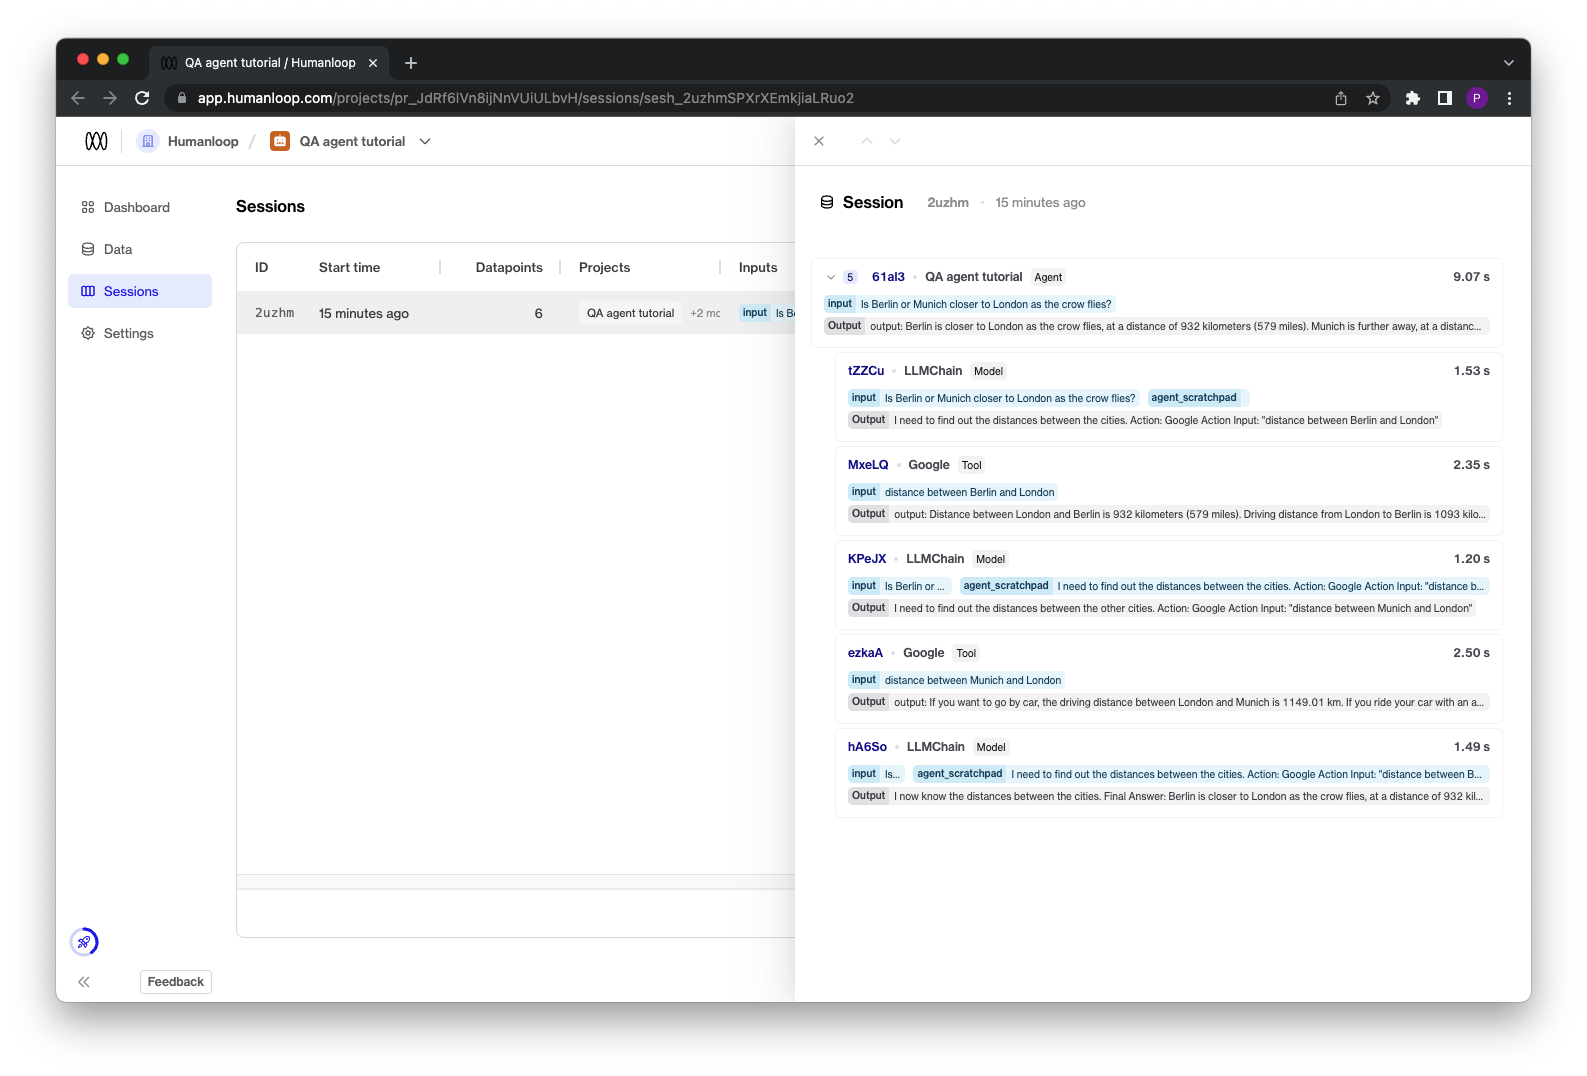 QA agent tutorial / Humanloop
app.humanloop.com/projects/pr_JdRf6lVn8ijNnVUiULbvH/sessions/sesh_2uzhmSPXrXEmkjiaLRuo2
P
Humanloop / QA agent tutorial
Dashboard
Data
Sessions
Settings
Feedback
Sessions
ID Start time Datapoints Projects Inputs
2uzhm 15 minutes ago 6 QA agent tutorial +2 mo input Is Be
Session 2uzhm 15 minutes ago
5 61al3 QA agent tutorial Agent 9.07 s
input Is Berlin or Munich closer to London as the crow flies?
Output output: Berlin is closer to London as the crow flies, at a distance of 932 kilometers (579 miles). Munich is further away, at a distanc...
tZZCu LLMChain Model 1.53 s
input Is Berlin or Munich closer to London as the crow flies? agent_scratchpad
Output I need to find out the distances between the cities. Action: Google Action Input: "distance between Berlin and London"
MxeLQ Google Tool 2.35 s
input distance between Berlin and London
Output output: Distance between London and Berlin is 932 kilometers (579 miles). Driving distance from London to Berlin is 1093 kilo...
KPeJX LLMChain Model 1.20 s
input Is Berlin or ... agent_scratchpad I need to find out the distances between the cities. Action: Google Action Input: "distance b...
Output I need to find out the distances between the other cities. Action: Google Action Input: "distance between Munich and London"
ezkaA Google Tool 2.50 s
input distance between Munich and London
Output output: If you want to go by car, the driving distance between London and Munich is 1149.01 km. If you ride your car with an a...
hA6So LLMChain Model 1.49 s
input Is... agent_scratchpad I need to find out the distances between the cities. Action: Google Action Input: "distance between B...
Output I now know the distances between the cities. Final Answer: Berlin is closer to London as the crow flies, at a distance of 932 kil...